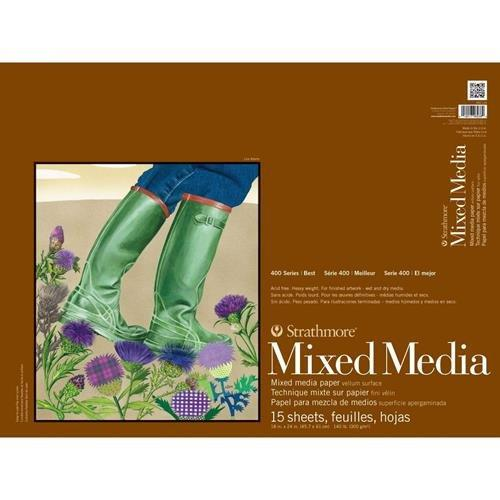 Strathmore®
Mixed Media
Mixed media paper vellum surface
Technique mixte sur papier fini vélin
Papel para mezcla de medios superficie apergaminada
400 Series | Best Série 400 | Meilleur Serie 400 | El mejor
Acid free. Heavy weight. For finished artwork - wet and dry media.
Sans acide. Poids lourd. Pour les œuvres définitives - médias humides et secs.
Sin ácido. Peso pesado. Para ilustraciones terminadas - medios húmedos y medios en seco.
Strathmore®
Mixed Media
Mixed media paper vellum surface
Technique mixte sur papier fini vélin
Papel para mezcla de medios superficie apergaminada
15 sheets, feuilles, hojas
18 in. x 24 in. (45.7 x 61 cm) 140 lb. (300 g/m²)